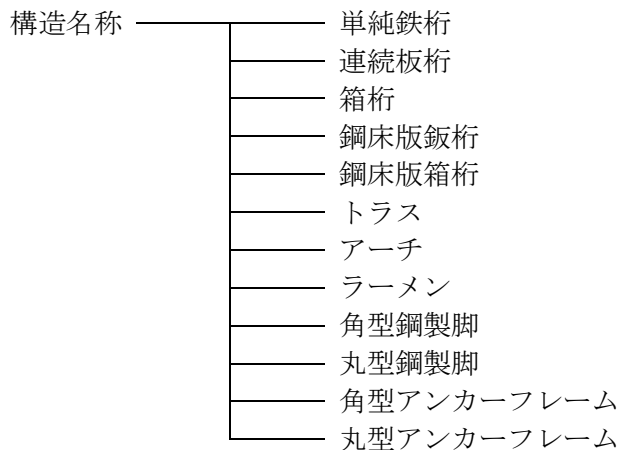 構造名称 単純鉄桁
連続板桁
箱桁
鋼床版鈑桁
鋼床版箱桁
トラス
アーチ
ラーメン
角型鋼製脚
丸型鋼製脚
角型アンカーフレーム
丸型アンカーフレーム